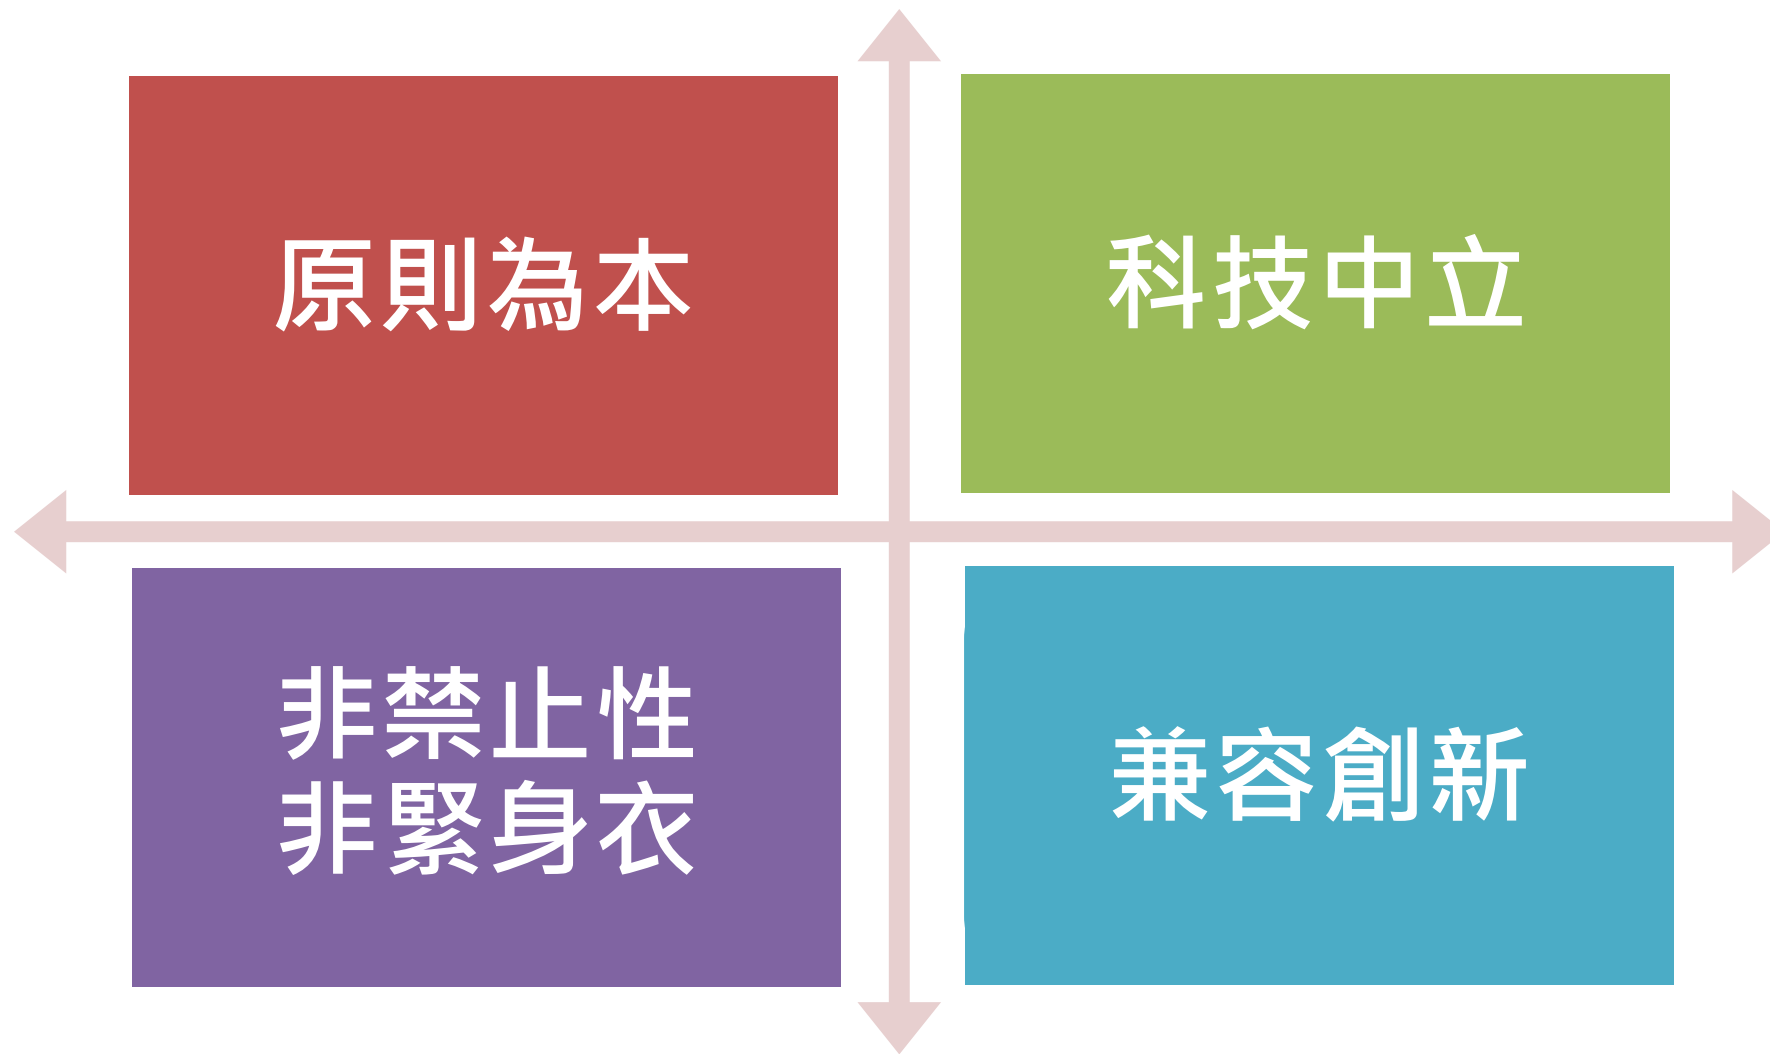 原則為本
科技中立
非禁止性
非緊身衣
兼容創新